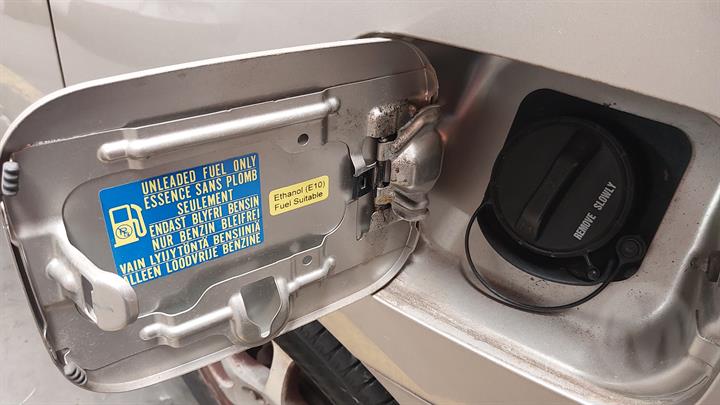 UNLEADED FUEL ONLY
ESSENCE SANS PLOMB
SEULEMENT
ENDAST BLYFRI BENSIN
NUR BENZIN BLEIFREI
VAIN LYIJYTÖNTÄ BENSIINIÄ
ALLEEN LOODVRIJE BENZINE
Ethanol (E10)
Fuel Suitable
REMOVE SLOWLY